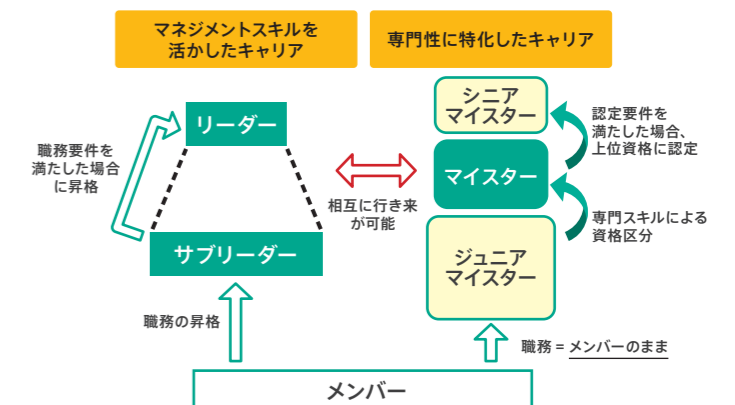 マネジメントスキルを
活かしたキャリア
専門性に特化したキャリア
リーダー
職務要件を
満たした場合
に昇格
サブリーダー
職務の昇格
相互に行き来
が可能
シニア
マイスター
認定要件を
満たした場合、
上位資格に認定
マイスター
専門スキルによる
資格区分
ジュニア
マイスター
職務 = メンバーのまま
メンバー